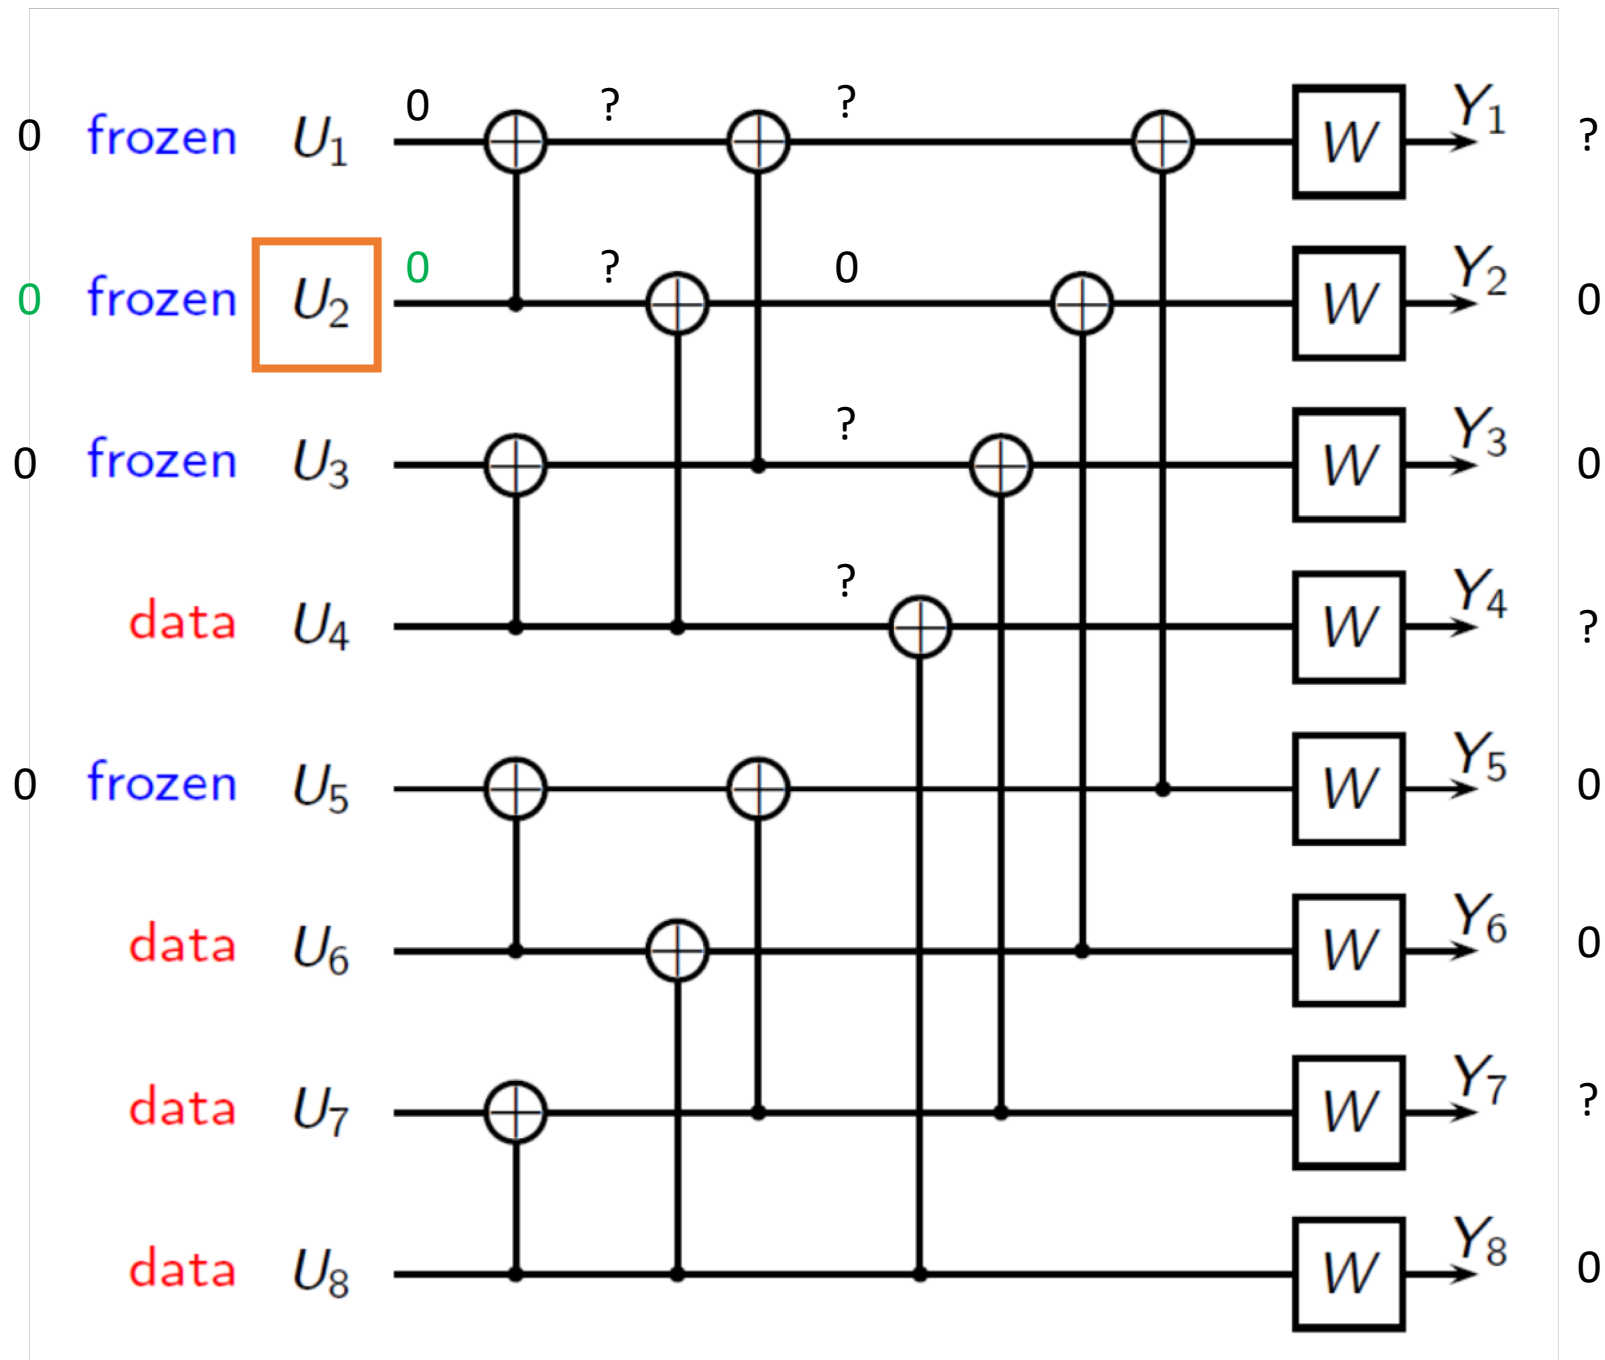 0 ? ?
0 frozen U1 W Y1 ?
0 ? 0
0 frozen U2 W Y2 0
?
0 frozen U3 W Y3 0
?
data U4 W Y4 ?
0 frozen U5 W Y5 0
data U6 W Y6 0
data U7 W Y7 ?
data U8 W Y8 0